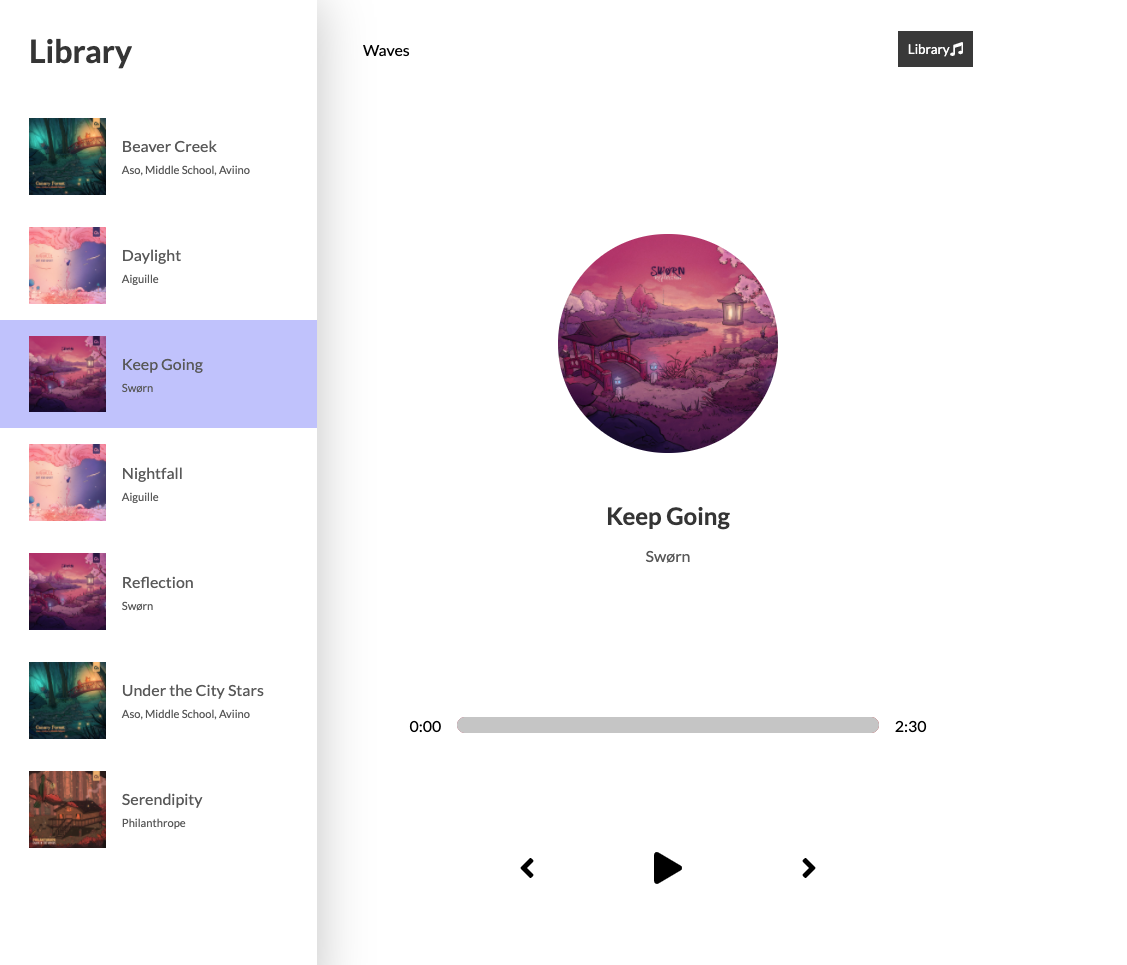 Library
Beaver Creek
Aso, Middle School, Aviino
Daylight
Aiguille
Keep Going
Swørn
Nightfall
Aiguille
Reflection
Swørn
Under the City Stars
Aso, Middle School, Aviino
Serendipity
Philanthrope
Waves
Library
SWØRN
Keep Going
Swørn
0:00
2:30